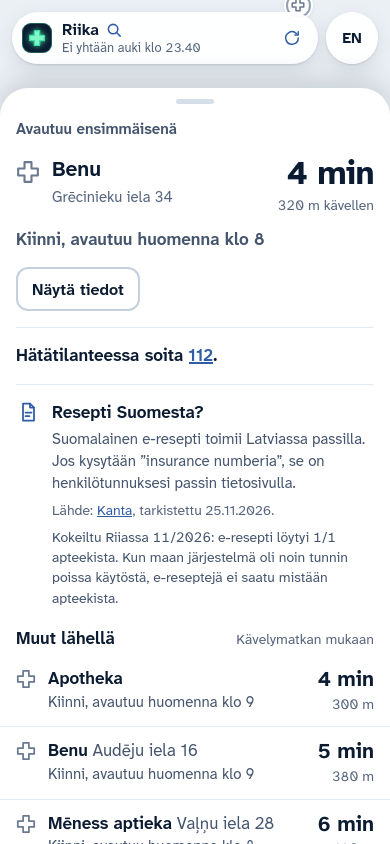 Riika
Ei yhtään auki klo 23.40
EN
Avautuu ensimmäisenä
Benu
4 min
Grēcinieku iela 34
320 m kävellen
Kiinni, avautuu huomenna klo 8
Näytä tiedot
Hätätilanteessa soita 112.
Resepti Suomesta?
Suomalainen e-resepti toimii Latviassa passilla.
Jos kysytään ”insurance numberia”, se on
henkilötunnuksesi passin tietosivulla.
Lähde: Kanta, tarkistettu 25.11.2026.
Kokeiltu Riiassa 11/2026: e-resepti löytyi 1/1
apteekista. Kun maan järjestelmä oli noin tunnin
poissa käytöstä, e-reseptejä ei saatu mistään
apteekista.
Muut lähellä
Kävelymatkan mukaan
Apotheka
4 min
Kiinni, avautuu huomenna klo 9
300 m
Benu Audēju iela 16
5 min
Kiinni, avautuu huomenna klo 9
380 m
Mēness aptieka Vaļņu iela 28
6 min